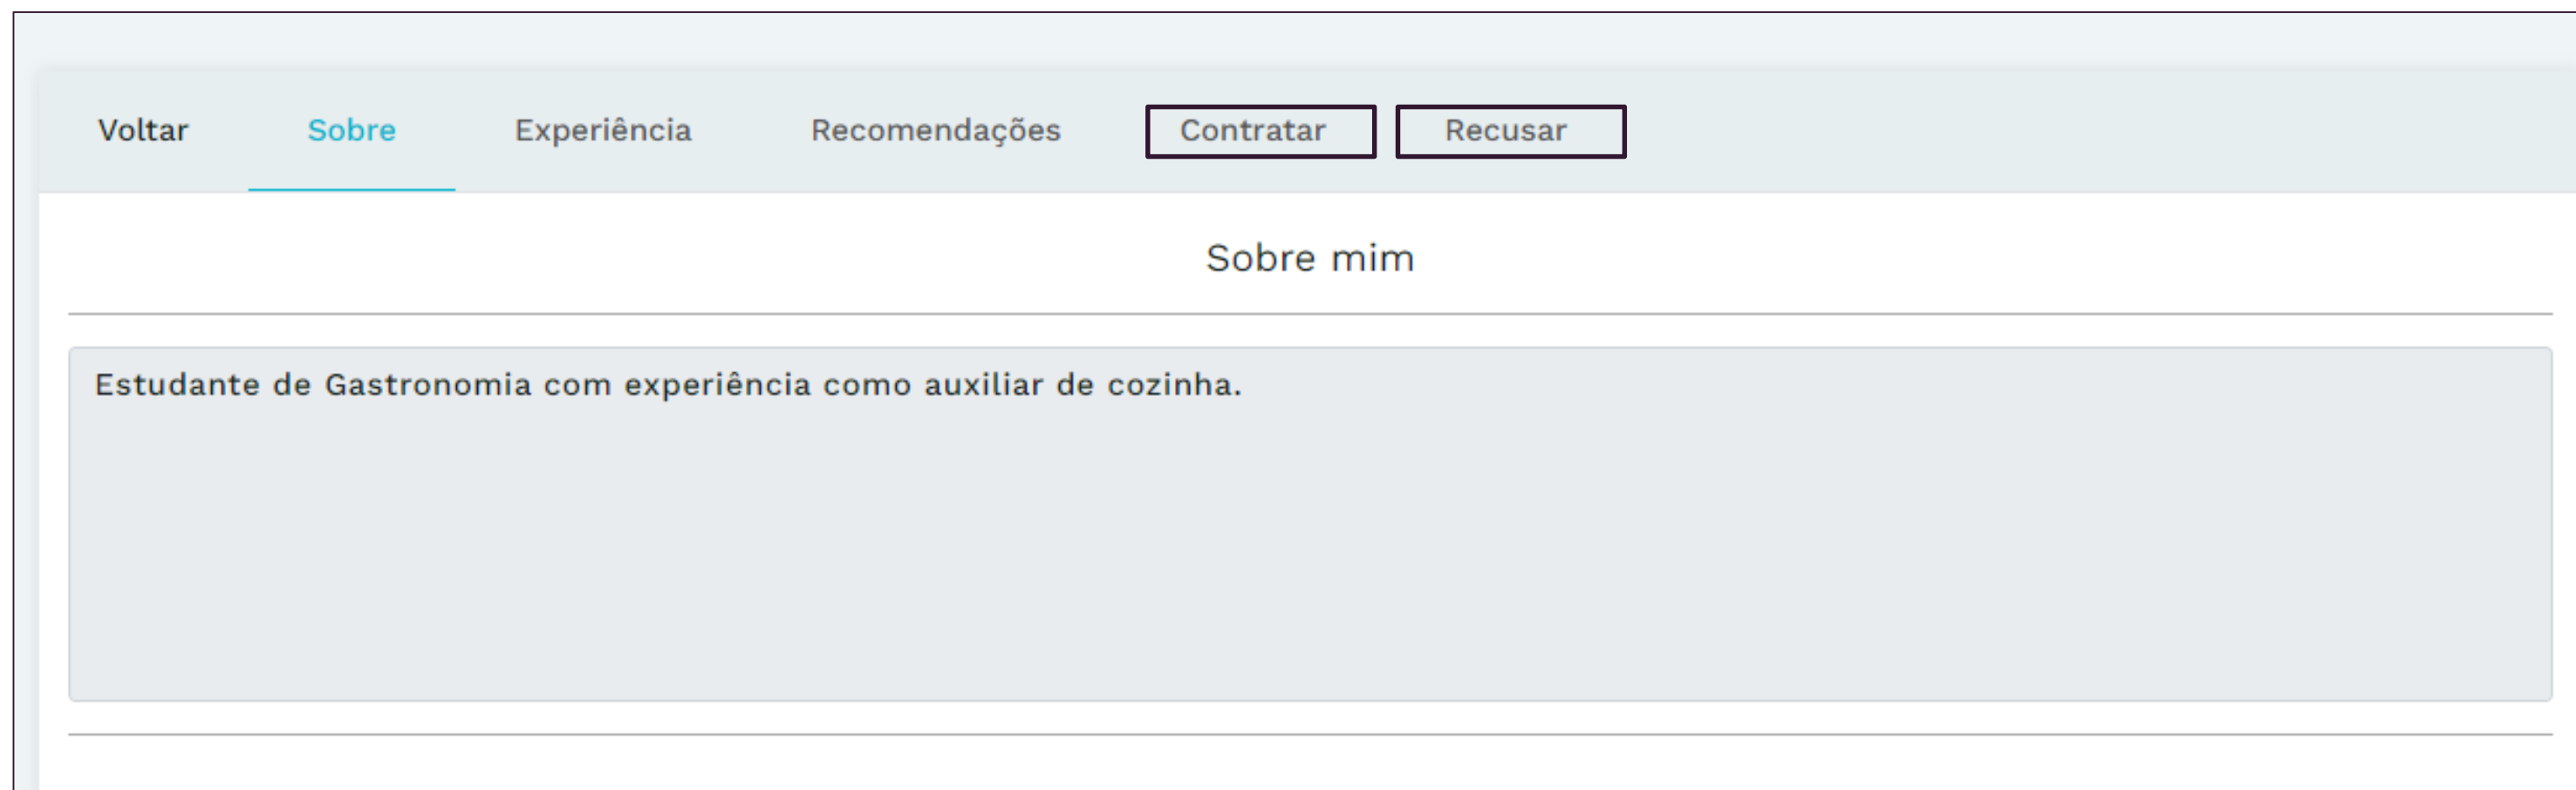 Voltar Sobre Experiência Recomendações Contratar Recusar
Sobre mim
Estudante de Gastronomia com experiência como auxiliar de cozinha.